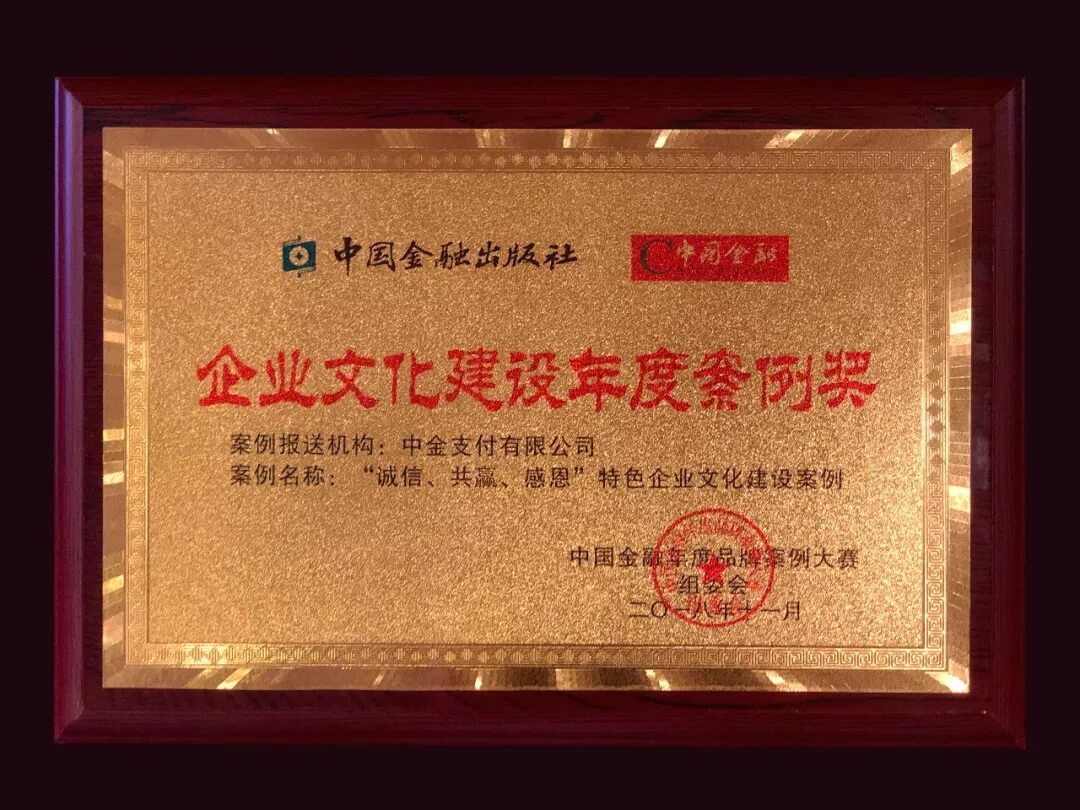 中国金融出版社
C中国金融
企业文化建设年度案例奖
案例报送机构：中金支付有限公司
案例名称：“诚信、共赢、感恩”特色企业文化建设案例
中国金融年度品牌案例大赛
组委会
二〇一八年十一月